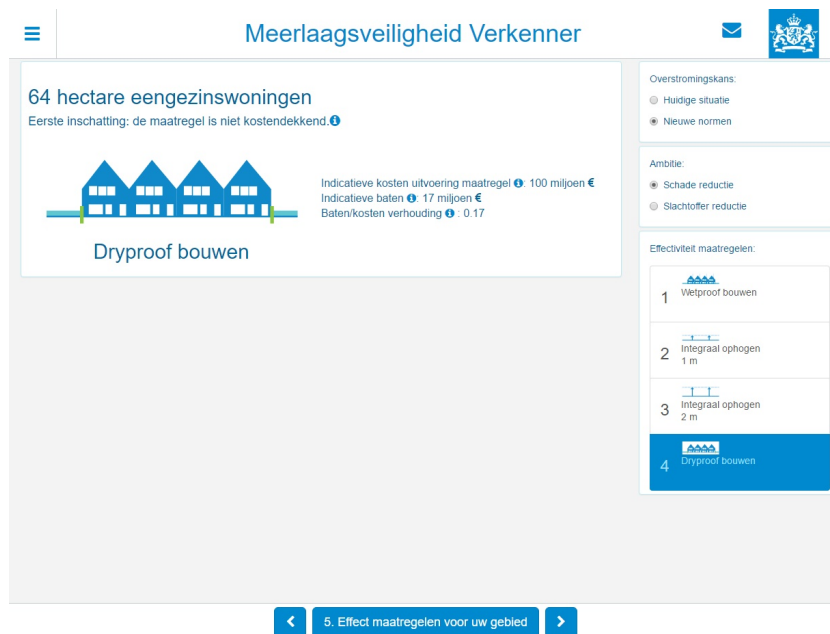 Meerlaagsveiligheid Verkenner
64 hectare eengezinswoningen
Eerste inschatting: de maatregel is niet kostendekkend.
Indicatieve kosten uitvoering maatregel : 100 miljoen €
Indicatieve baten : 17 miljoen €
Baten/kosten verhouding : 0.17
Dryproof bouwen
Overstromingskans:
Huidige situatie
Nieuwe normen
Ambitie:
Schade reductie
Slachtoffer reductie
Effectiviteit maatregelen:
1 Wetproof bouwen
2 Integraal ophogen
1 m
3 Integraal ophogen
2 m
4 Dryproof bouwen
5. Effect maatregelen voor uw gebied